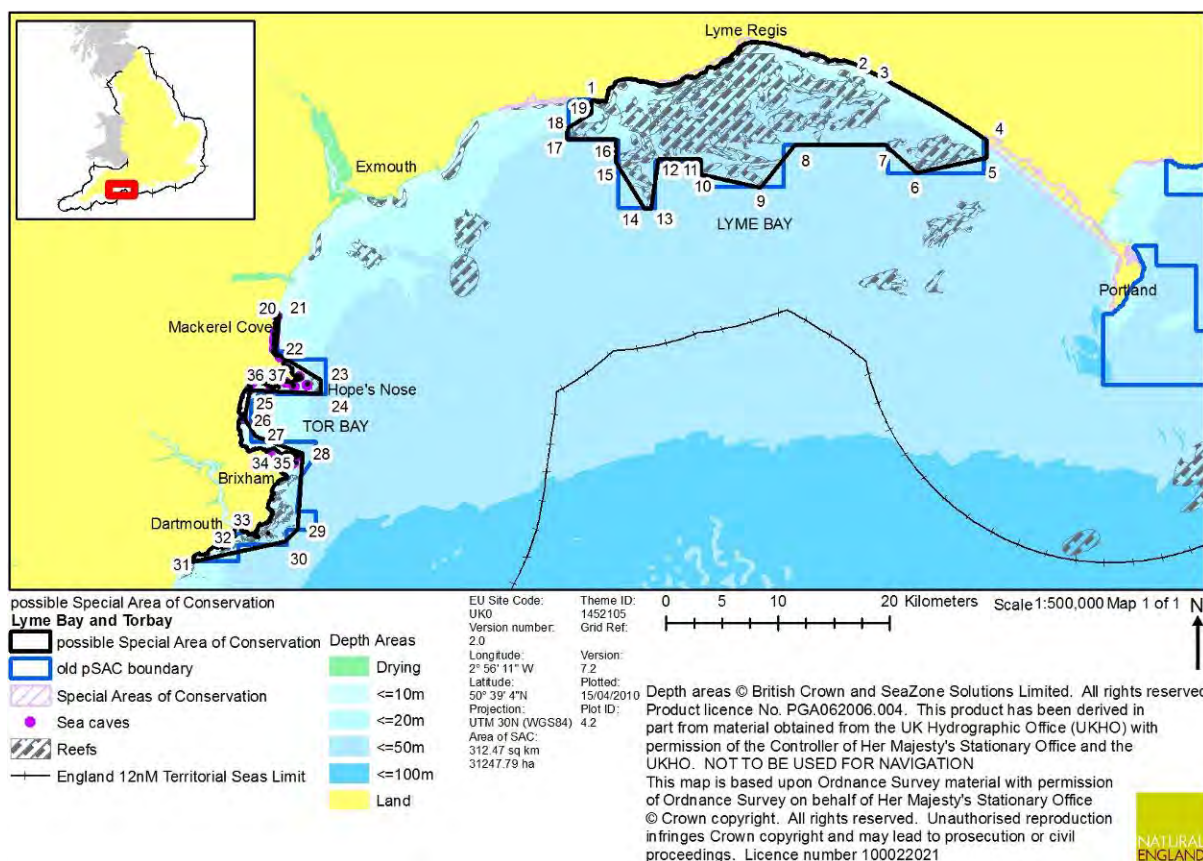 Lyme Regis
1
2
3
19
18
4
17
16
Exmouth
15
12
11
8
7
5
10
6
9
14
13
LYME BAY
Portland
20
21
Mackerel Cove
22
23
36
37
Hope's Nose
24
25
26
TOR BAY
27
28
34
35
Brixham
Dartmouth
33
29
32
30
31
possible Special Area of Conservation
Lyme Bay and Torbay
possible Special Area of Conservation
old pSAC boundary
Special Areas of Conservation
Sea caves
Reefs
England 12nM Territorial Seas Limit
Depth Areas
Drying
<=10m
<=20m
<=50m
<=100m
Land
EU Site Code:
UK0
Version number:
2.0
Longitude:
2° 56' 11" W
Latitude:
50° 39' 4"N
Projection:
UTM 30N (WGS84)
Area of SAC:
312.47 sq km
31247.79 ha
Theme ID:
1452105
Grid Ref:
Version:
7.2
Plotted:
15/04/2010
Plot ID:
4.2
0 5 10 20 Kilometers
Scale 1:500,000 Map 1 of 1
N
Depth areas © British Crown and SeaZone Solutions Limited. All rights reserved
Product licence No. PGA062006.004. This product has been derived in
part from material obtained from the UK Hydrographic Office (UKHO) with
permission of the Controller of Her Majesty's Stationary Office and the
UKHO. NOT TO BE USED FOR NAVIGATION
This map is based upon Ordnance Survey material with permission
of Ordnance Survey on behalf of Her Majesty's Stationary Office
© Crown copyright. All rights reserved. Unauthorised reproduction
infringes Crown copyright and may lead to prosecution or civil
proceedings. Licence number 100022021
NATURAL
ENGLAND